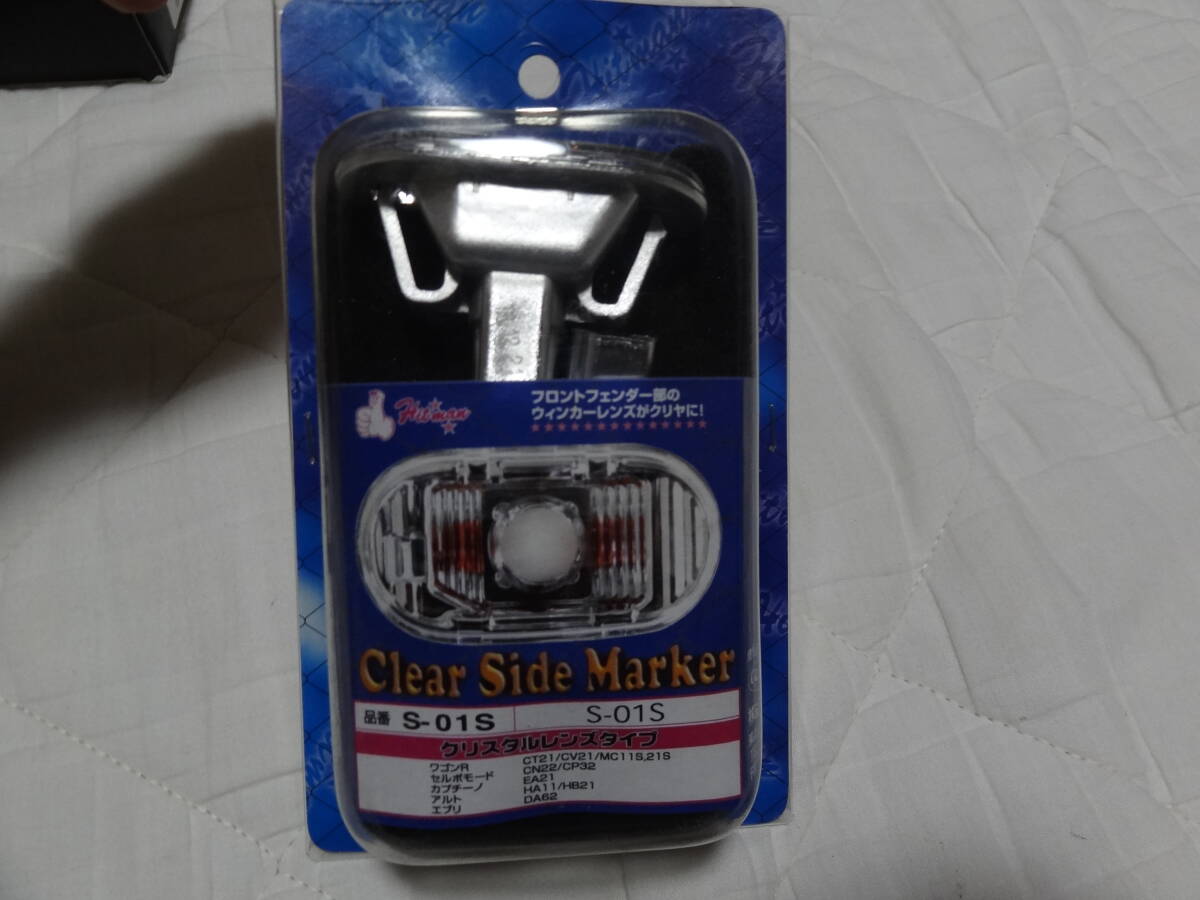 Hitman
フロントフェンダー部の
ウィンカーレンズがクリヤに!
Clear Side Marker
品番 S-01S S-01S
クリスタルレンズタイプ
ワゴンR CT21/CV21/MC11S,21S
セルボモード CN22/CP32
カプチーノ EA21
アルト HA11/HB21
エブリ DA62